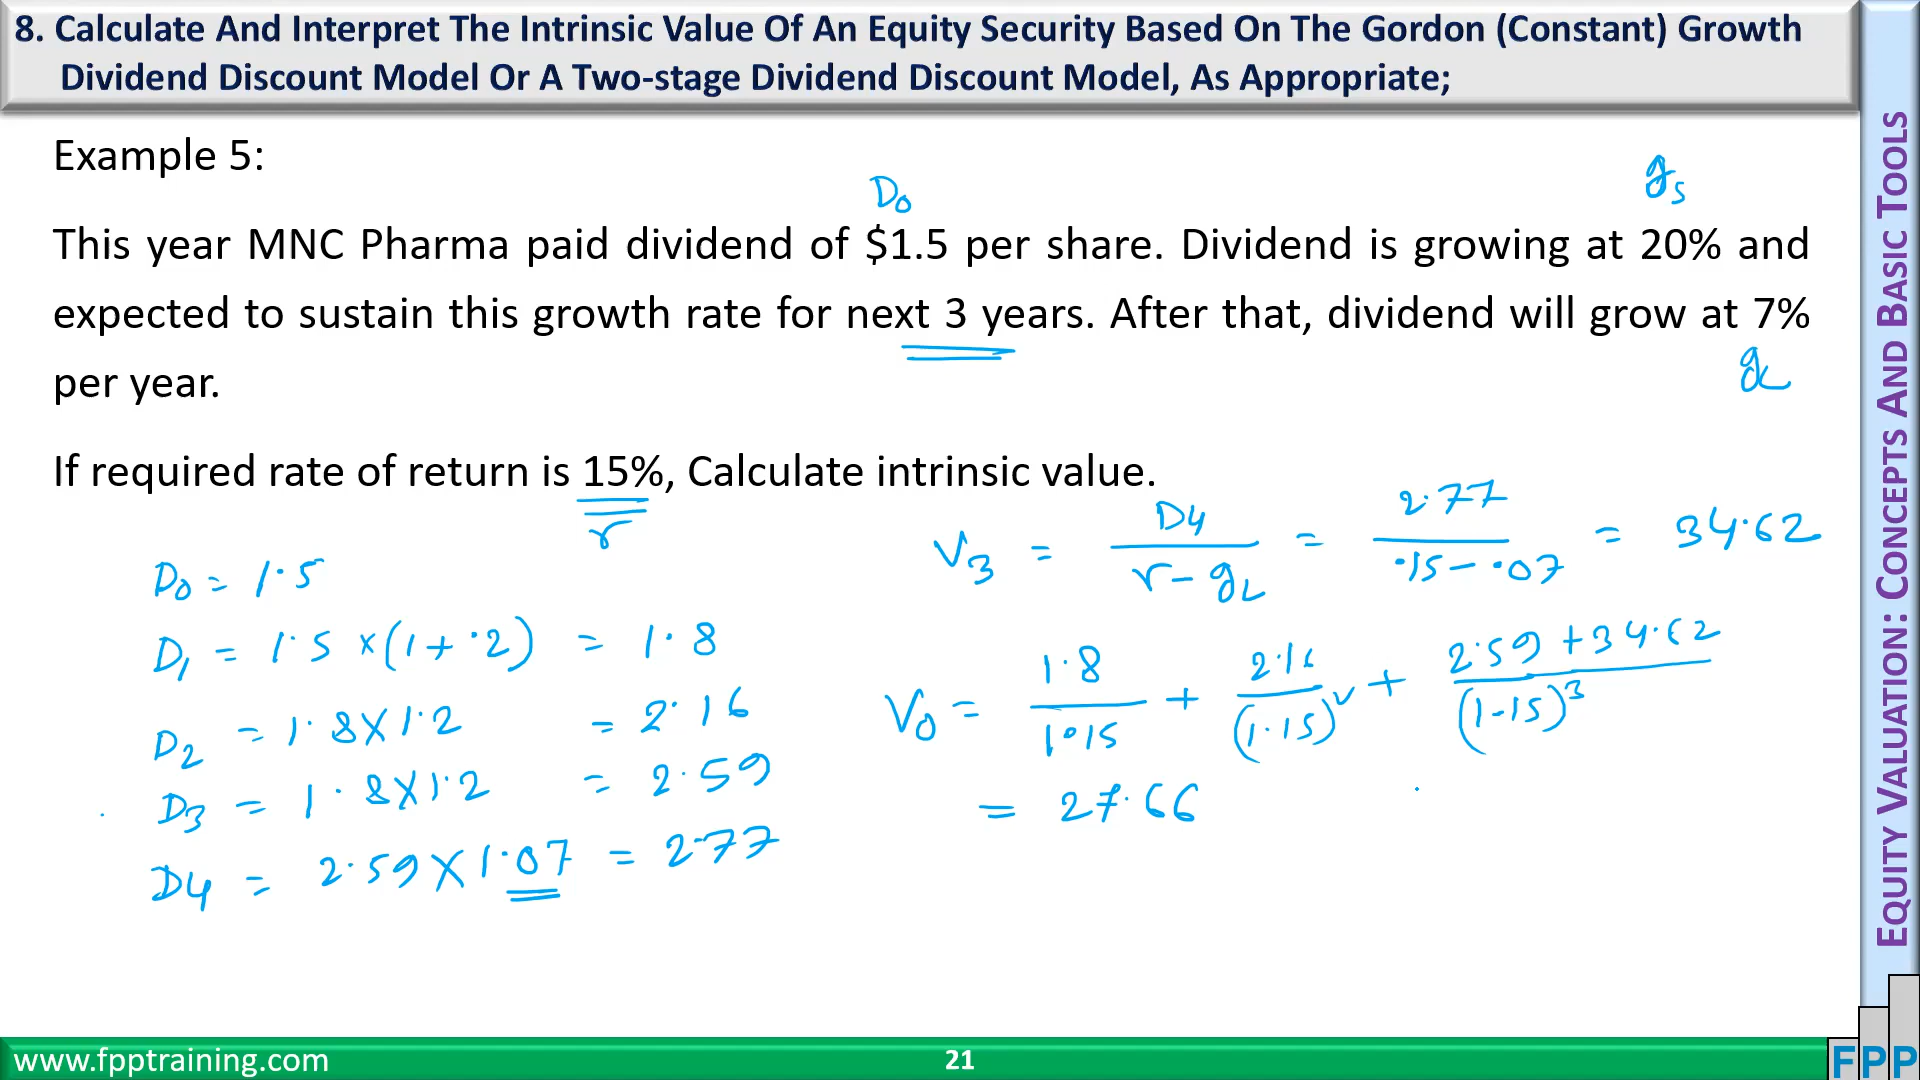 8. Calculate And Interpret The Intrinsic Value Of An Equity Security Based On The Gordon (Constant) Growth
Dividend Discount Model Or A Two-stage Dividend Discount Model, As Appropriate;
Example 5:
D0
gs
This year MNC Pharma paid dividend of $1.5 per share. Dividend is growing at 20% and
expected to sustain this growth rate for next 3 years. After that, dividend will grow at 7%
gL
per year.
If required rate of return is 15%, Calculate intrinsic value.
r
D0 = 1.5
D1 = 1.5 ×(1+ .2) = 1.8
D2 = 1.8×1.2 = 2.16
D3 = 1.8×1.2 = 2.59
D4 = 2.59×1.07 = 2.77
V3 = D4 / r - gL = 2.77 / .15 - .07 = 34.62
V0 = 1.8 / 1.15 + 2.16 / (1.15)^2 + 2.59 + 34.62 / (1.15)^3
= 27.66
EQUITY VALUATION: CONCEPTS AND BASIC TOOLS
www.fpptraining.com
21
FPP